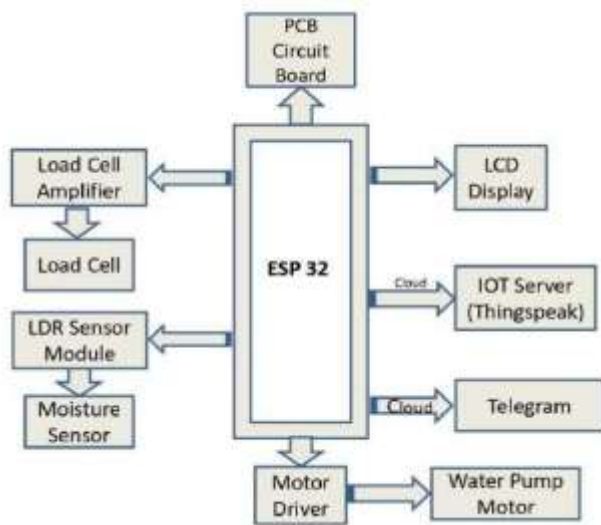 PCB
Circuit
Board
Load Cell
Amplifier
Load Cell
LDR Sensor
Module
Moisture
Sensor
ESP 32
LCD
Display
Cloud
IOT Server
(Thingspeak)
Cloud
Telegram
Motor
Driver
Water Pump
Motor